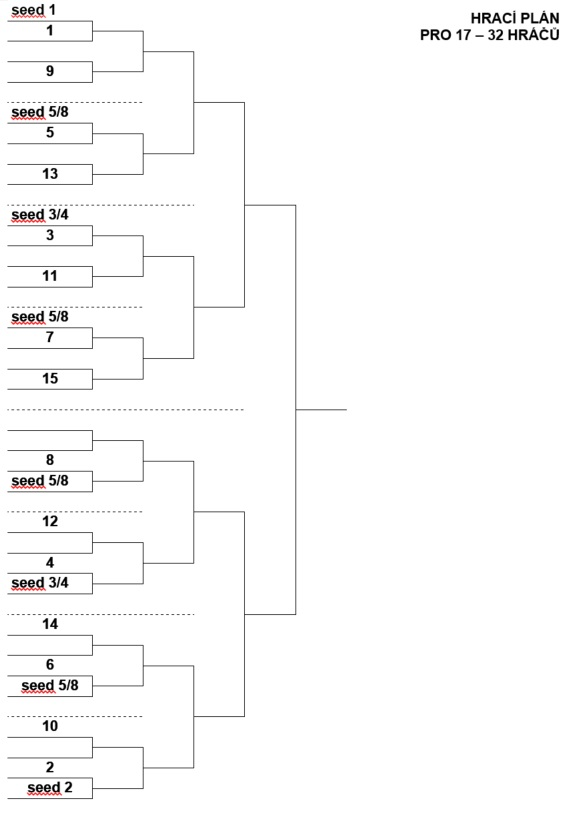 HRACÍ PLÁN
PRO 17 – 32 HRÁČŮ
seed 1
1
9
seed 5/8
5
13
seed 3/4
3
11
seed 5/8
7
15
8
seed 5/8
12
4
seed 3/4
14
6
seed 5/8
10
2
seed 2